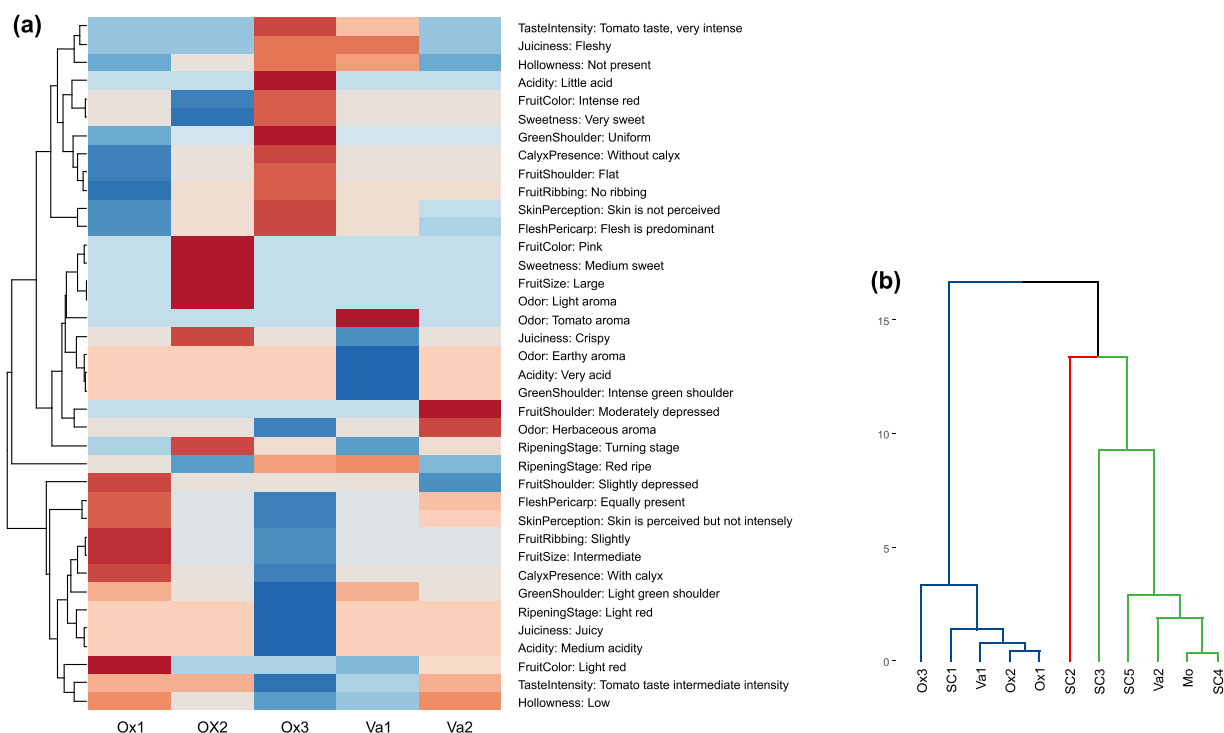 (a)
TasteIntensity: Tomato taste, very intense
Juiciness: Fleshy
Hollowness: Not present
Acidity: Little acid
FruitColor: Intense red
Sweetness: Very sweet
GreenShoulder: Uniform
CalyxPresence: Without calyx
FruitShoulder: Flat
FruitRibbing: No ribbing
SkinPerception: Skin is not perceived
FleshPericarp: Flesh is predominant
FruitColor: Pink
Sweetness: Medium sweet
FruitSize: Large
Odor: Light aroma
Odor: Tomato aroma
Juiciness: Crispy
Odor: Earthy aroma
Acidity: Very acid
GreenShoulder: Intense green shoulder
FruitShoulder: Moderately depressed
Odor: Herbaceous aroma
RipeningStage: Turning stage
RipeningStage: Red ripe
FruitShoulder: Slightly depressed
FleshPericarp: Equally present
SkinPerception: Skin is perceived but not intensely
FruitRibbing: Slightly
FruitSize: Intermediate
CalyxPresence: With calyx
GreenShoulder: Light green shoulder
RipeningStage: Light red
Juiciness: Juicy
Acidity: Medium acidity
FruitColor: Light red
TasteIntensity: Tomato taste intermediate intensity
Hollowness: Low
Ox1 OX2 Ox3 Va1 Va2
(b)
15
10
5
0
Ox3 SC1 Va1 Ox2 Ox1 SC2 SC3 SC5 Va2 Mo SC4